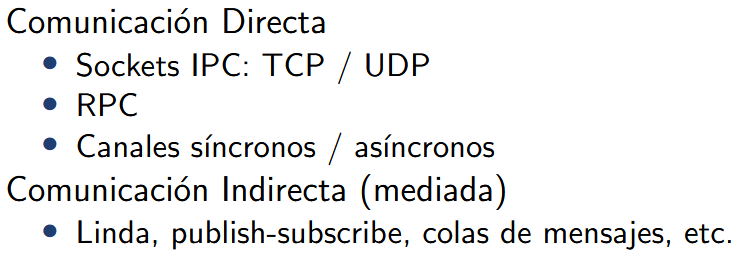 Comunicación Directa
• Sockets IPC: TCP / UDP
• RPC
• Canales síncronos / asíncronos
Comunicación Indirecta (mediada)
• Linda, publish-subscribe, colas de mensajes, etc.